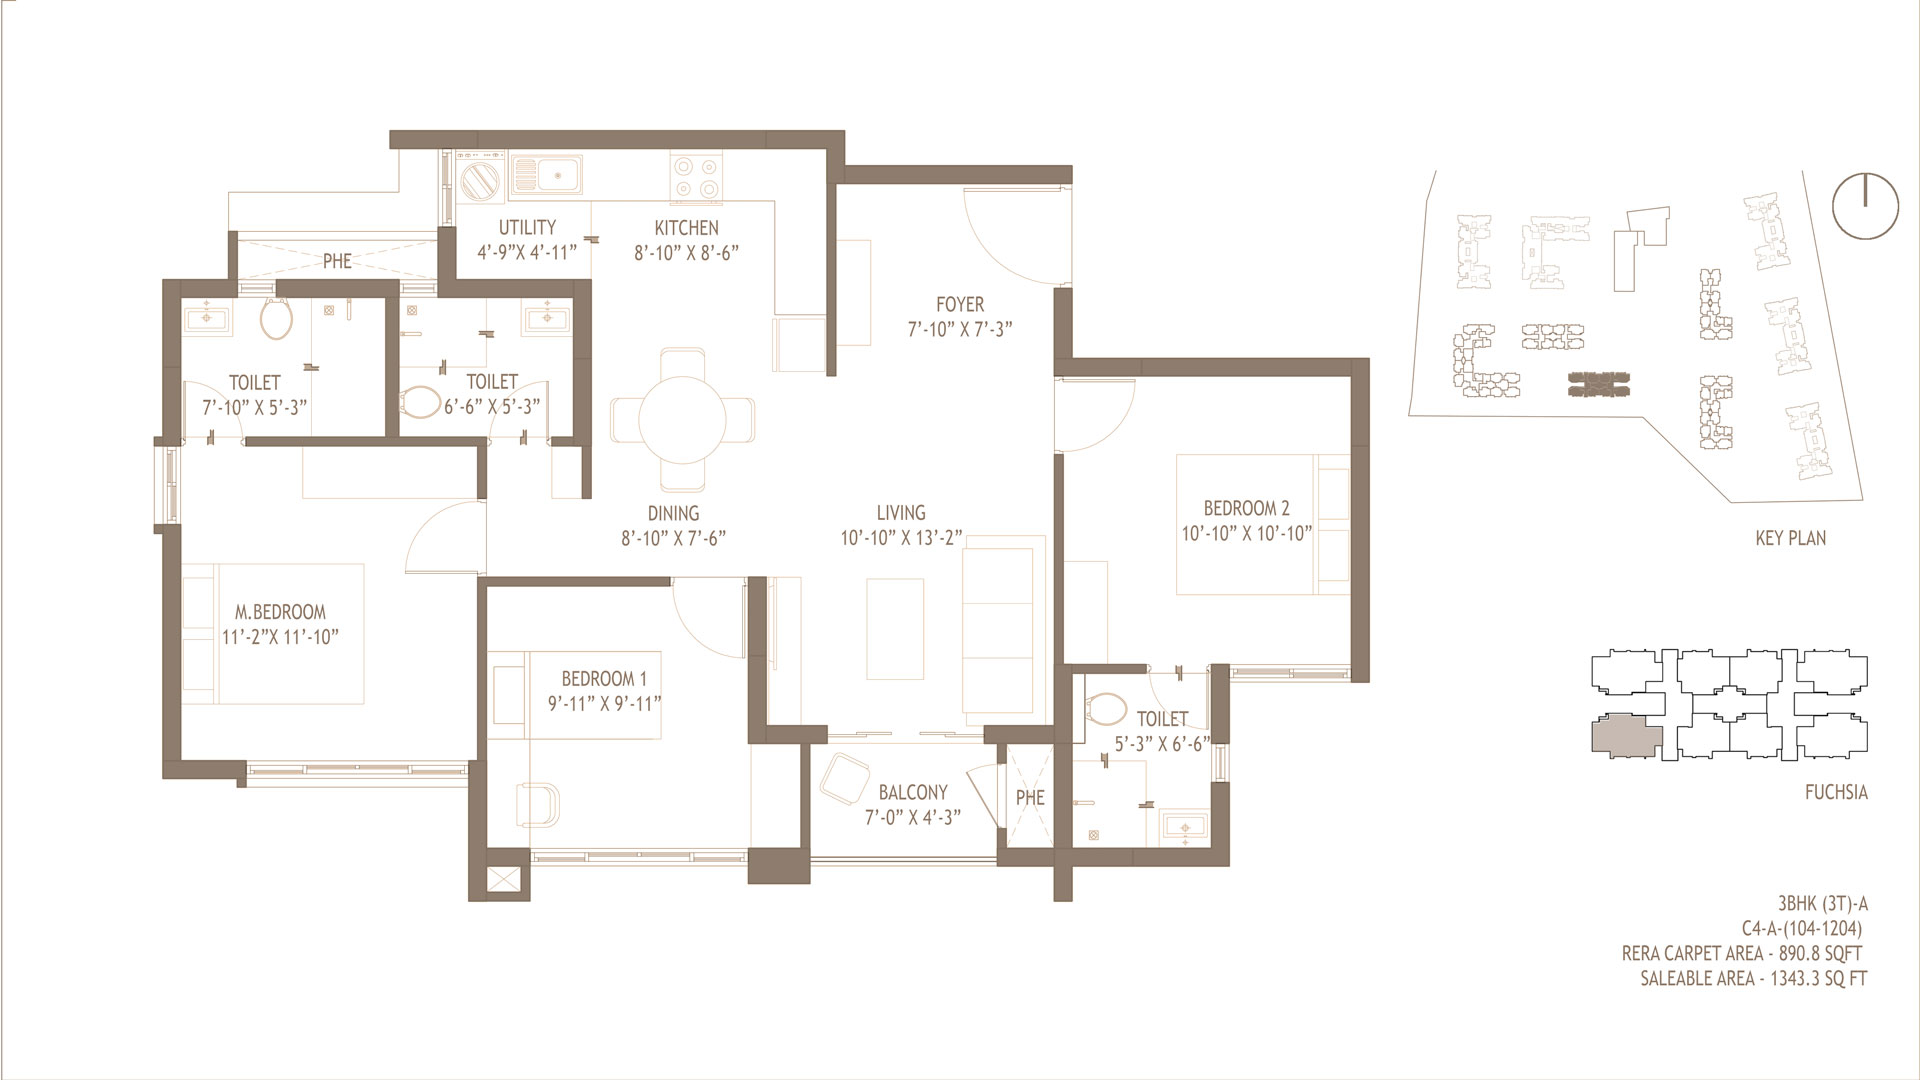 UTILITY
4'-9”X 4'-11”
KITCHEN
8'-10” X 8'-6”
PHE
FOYER
7'-10” X 7'-3”
TOILET
7'-10” X 5'-3”
TOILET
6'-6” X 5'-3”
DINING
8'-10” X 7'-6”
LIVING
10'-10” X 13'-2”
BEDROOM 2
10'-10” X 10'-10”
M.BEDROOM
11'-2”X 11'-10”
BEDROOM 1
9'-11” X 9'-11”
TOILET
5'-3” X 6'-6”
BALCONY
7'-0” X 4'-3”
PHE
KEY PLAN
FUCHSIA
3BHK (3T)-A
C4-A-(104-1204)
RERA CARPET AREA - 890.8 SQFT
SALEABLE AREA - 1343.3 SQ FT